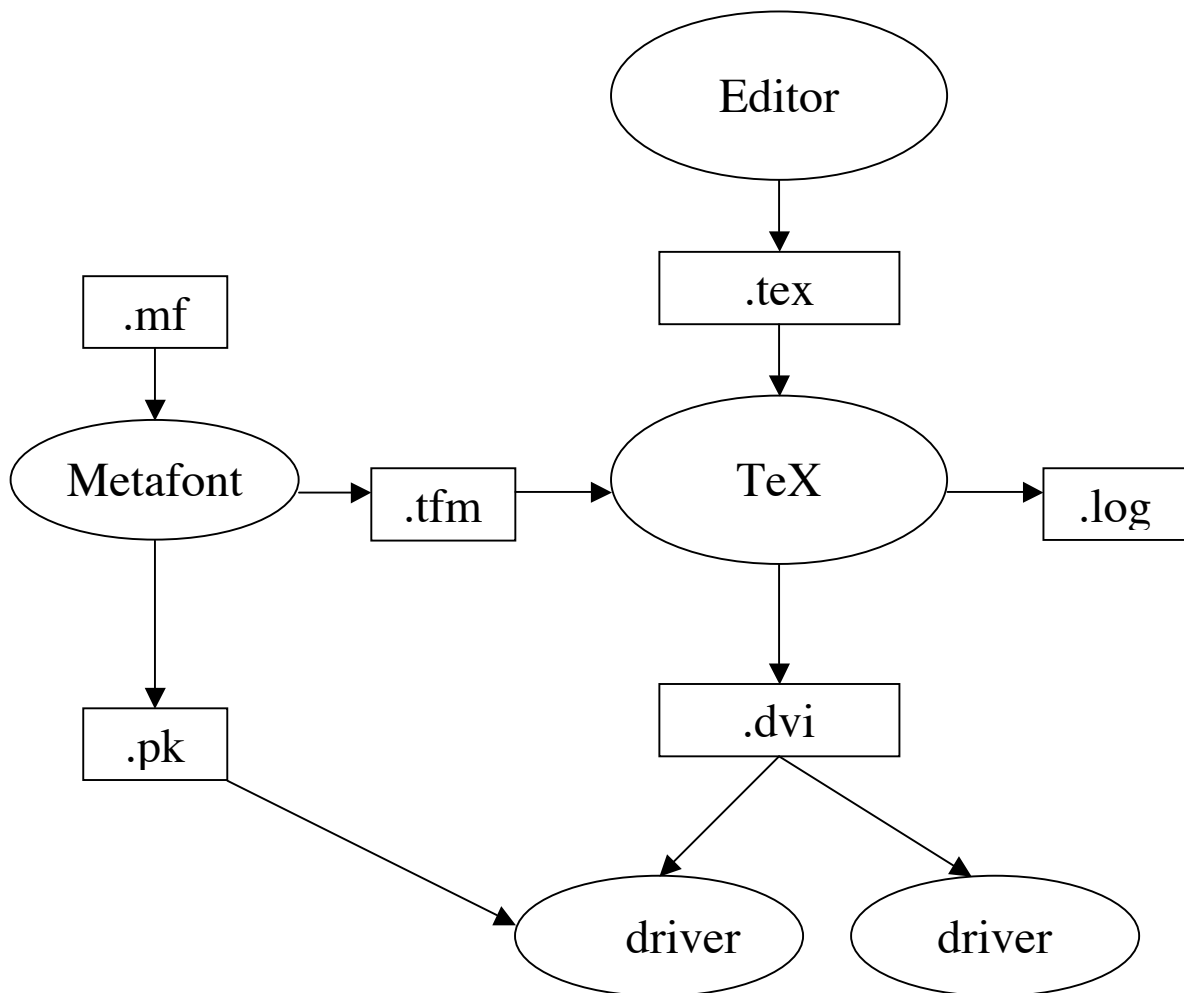 Editor
.tex
.mf
Metafont
.tfm
TeX
.log
.pk
.dvi
driver
driver